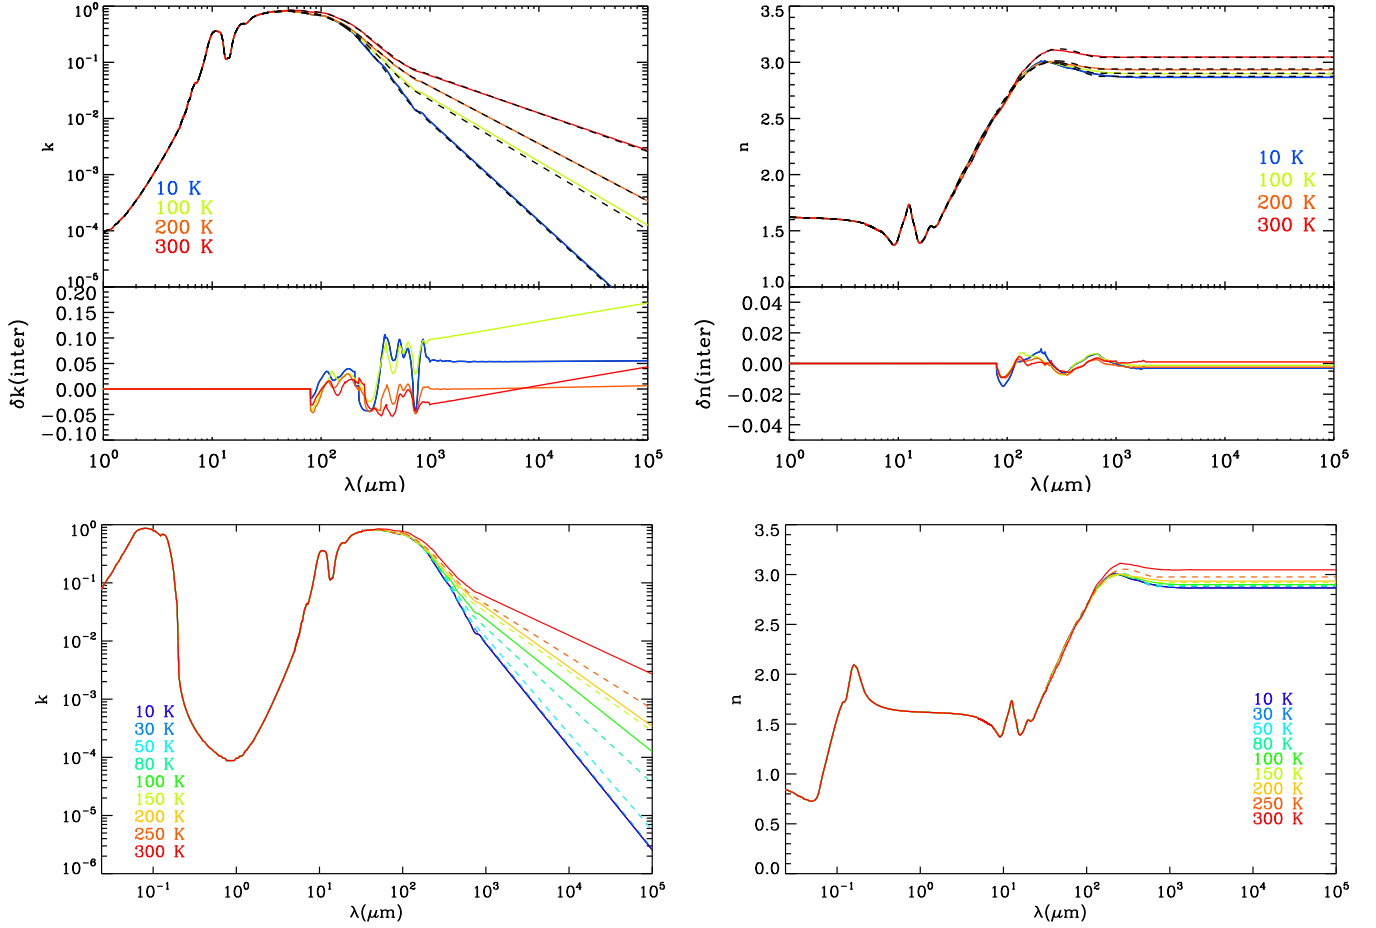 10⁰
10⁻¹
10⁻²
10⁻³
10⁻⁴
10⁻⁵
k
10 K
100 K
200 K
300 K
0.20
0.15
0.10
0.05
0.00
−0.05
−0.10
δk(inter)
10⁰ 10¹ 10² 10³ 10⁴ 10⁵
λ(μm)
3.5
3.0
2.5
2.0
1.5
1.0
n
10 K
100 K
200 K
300 K
0.04
0.02
0.00
−0.02
−0.04
δn(inter)
10⁰ 10¹ 10² 10³ 10⁴ 10⁵
λ(μm)
10⁰
10⁻¹
10⁻²
10⁻³
10⁻⁴
10⁻⁵
10⁻⁶
k
10 K
30 K
50 K
80 K
100 K
150 K
200 K
250 K
300 K
10⁻¹ 10⁰ 10¹ 10² 10³ 10⁴ 10⁵
λ(μm)
3.5
3.0
2.5
2.0
1.5
1.0
0.5
0.0
n
10 K
30 K
50 K
80 K
100 K
150 K
200 K
250 K
300 K
10⁻¹ 10⁰ 10¹ 10² 10³ 10⁴ 10⁵
λ(μm)